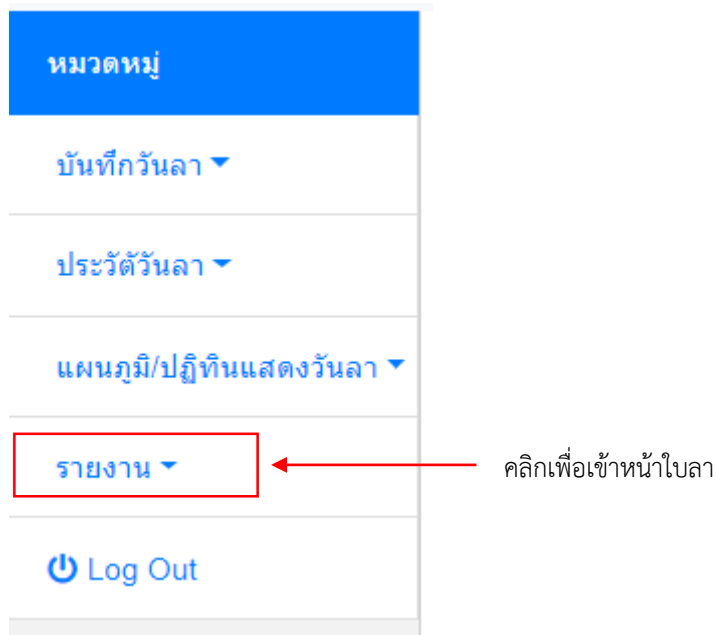 หมวดหมู่
บันทึกวันลา
ประวัตัวันลา
แผนภูมิ/ปฏิทินแสดงวันลา
รายงาน
คลิกเพื่อเข้าหน้าใบลา
Log Out